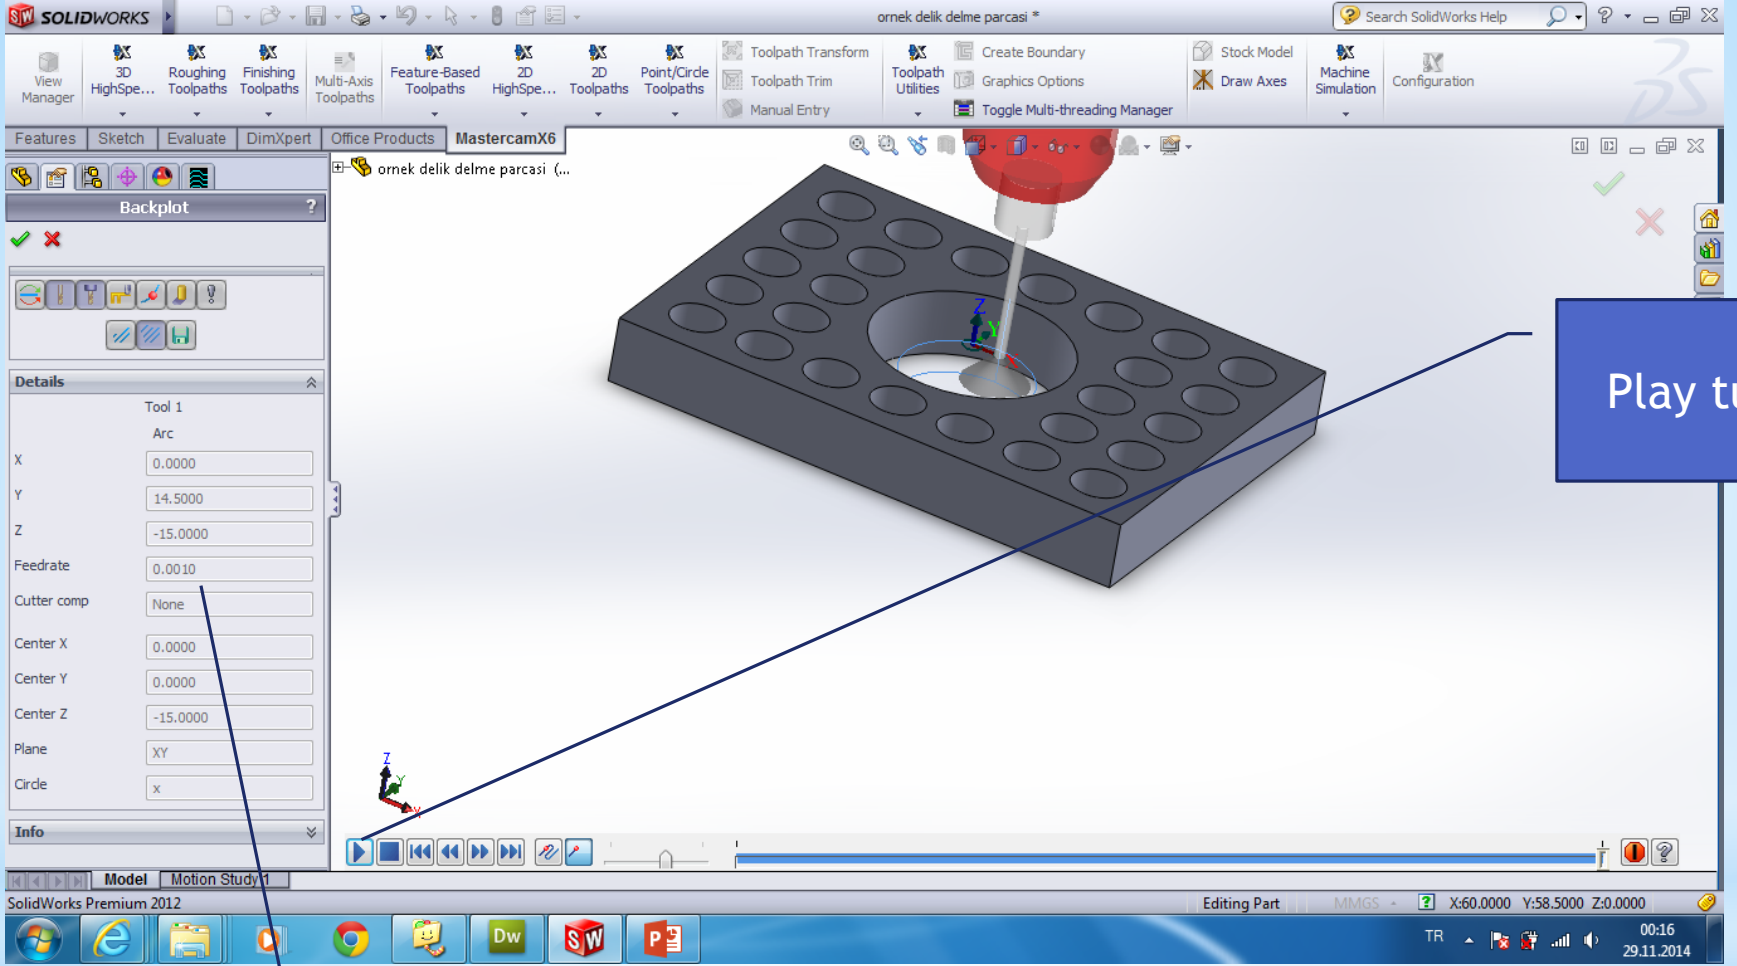 SOLIDWORKS
ornek delik delme parcasi *
Search SolidWorks Help
View Manager
3D HighSpe...
Roughing Toolpaths
Finishing Toolpaths
Multi-Axis Toolpaths
Feature-Based Toolpaths
2D HighSpe...
2D Toolpaths
Point/Circle Toolpaths
Toolpath Transform
Toolpath Trim
Manual Entry
Toolpath Utilities
Create Boundary
Graphics Options
Toggle Multi-threading Manager
Stock Model
Draw Axes
Machine Simulation
Configuration
Features Sketch Evaluate DimXpert Office Products MastercamX6
ornek delik delme parcasi (...
Backplot ?
Details
Tool 1
Arc
X 0.0000
Y 14.5000
Z -15.0000
Feedrate 0.0010
Cutter comp None
Center X 0.0000
Center Y 0.0000
Center Z -15.0000
Plane XY
Circle x
Info
Z
Y
Z
Y
X
Play
Model Motion Study 1
SolidWorks Premium 2012
Editing Part MMGS X:60.0000 Y:58.5000 Z:0.0000
Dw
SW
P
TR
00:16
29.11.2014